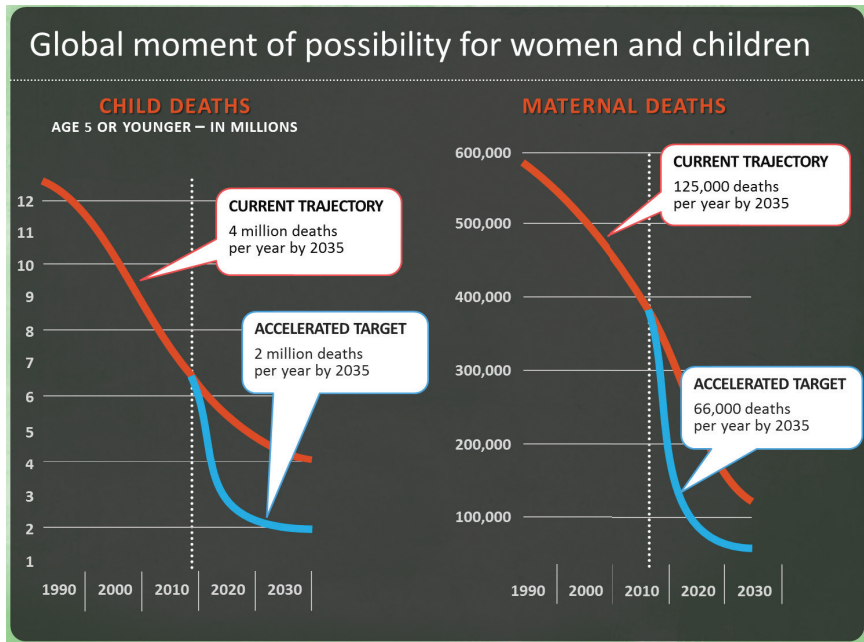 Global moment of possibility for women and children
CHILD DEATHS
AGE 5 OR YOUNGER – IN MILLIONS
12
11
10
9
8
7
6
5
4
3
2
1
CURRENT TRAJECTORY
4 million deaths
per year by 2035
ACCELERATED TARGET
2 million deaths
per year by 2035
1990 2000 2010 2020 2030
MATERNAL DEATHS
600,000
500,000
400,000
300,000
200,000
100,000
CURRENT TRAJECTORY
125,000 deaths
per year by 2035
ACCELERATED TARGET
66,000 deaths
per year by 2035
1990 2000 2010 2020 2030